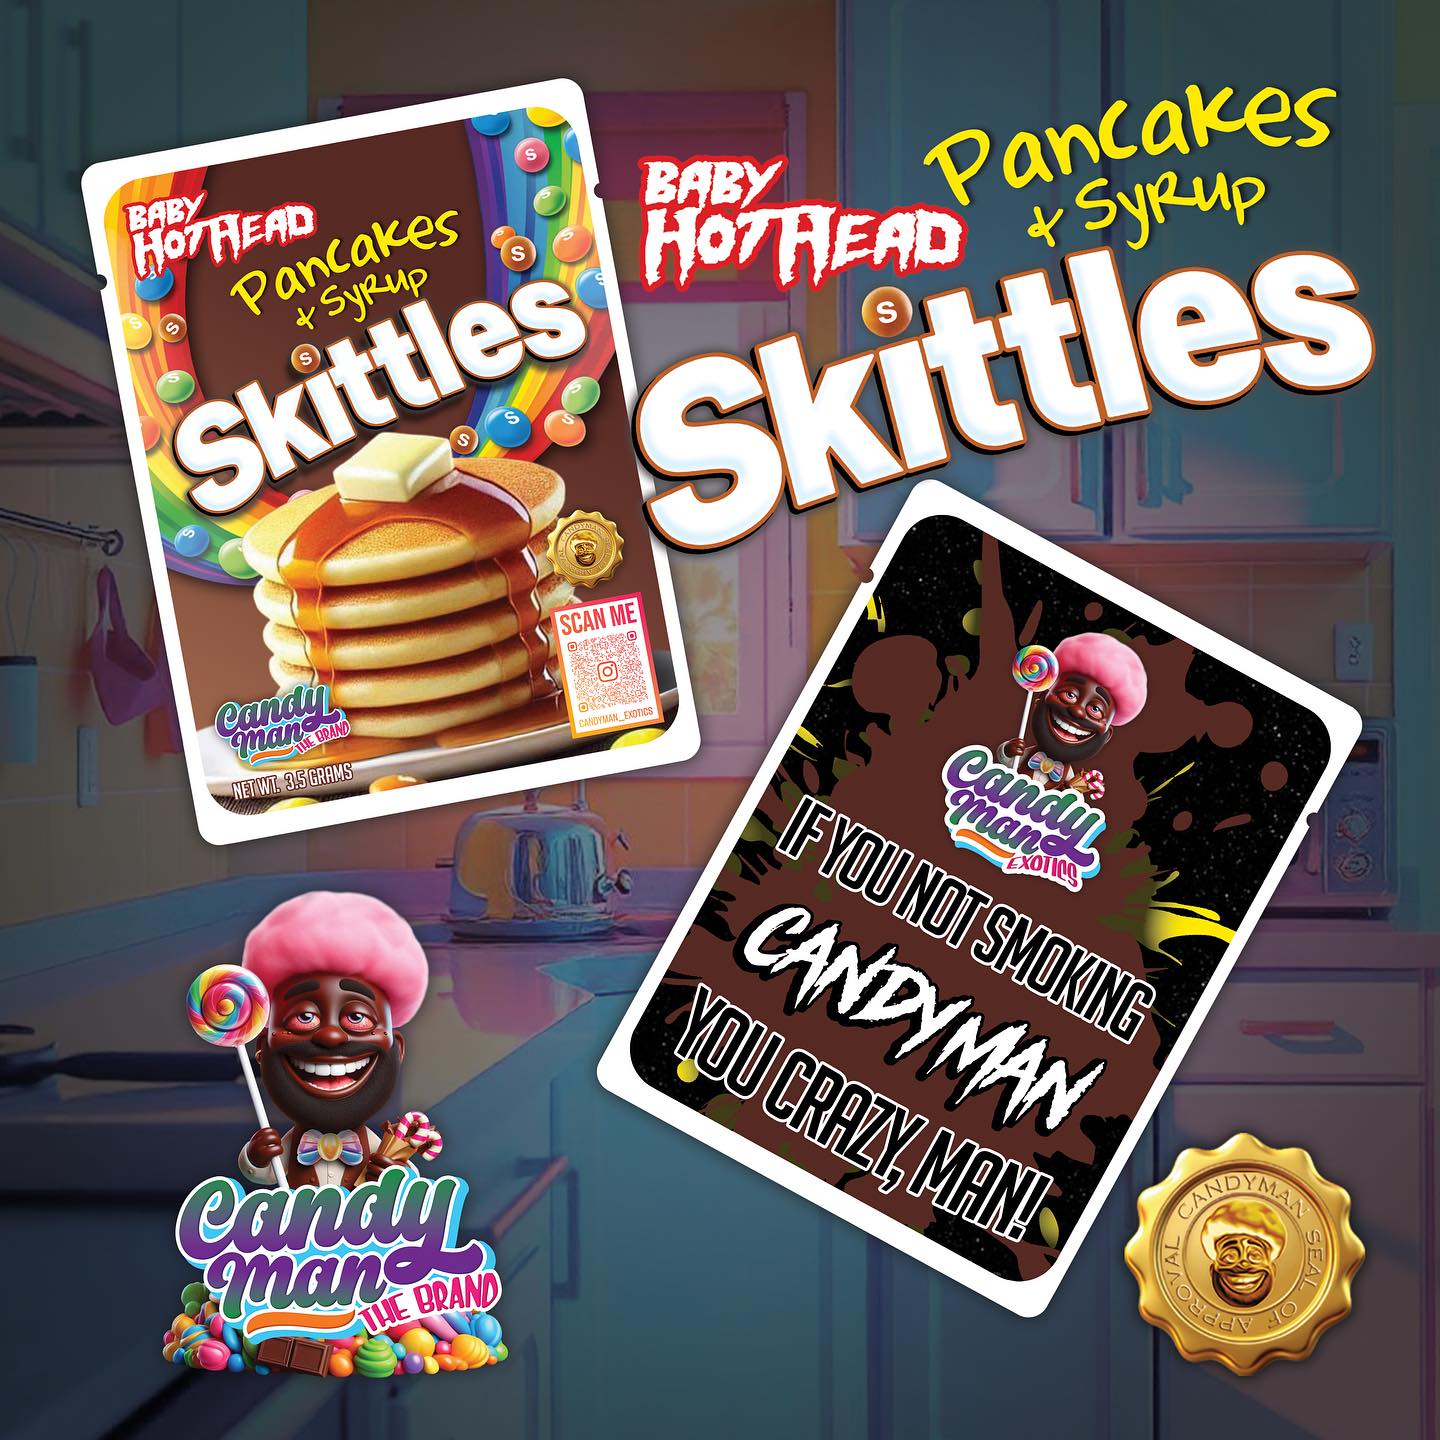 BABY
HOTHEAD
Pancakes
& Syrup
Skittles
SCAN ME
CANDYMAN_EXOTICS
Candy
man
THE BRAND
NET WT. 3.5 GRAMS
BABY
HOTHEAD
Pancakes
& Syrup
Skittles
Candy
man
EXOTICS
IF YOU NOT SMOKING
CANDYMAN
YOU CRAZY, MAN!
Candy
man
THE BRAND
CANDYMAN SEAL OF APPROVAL